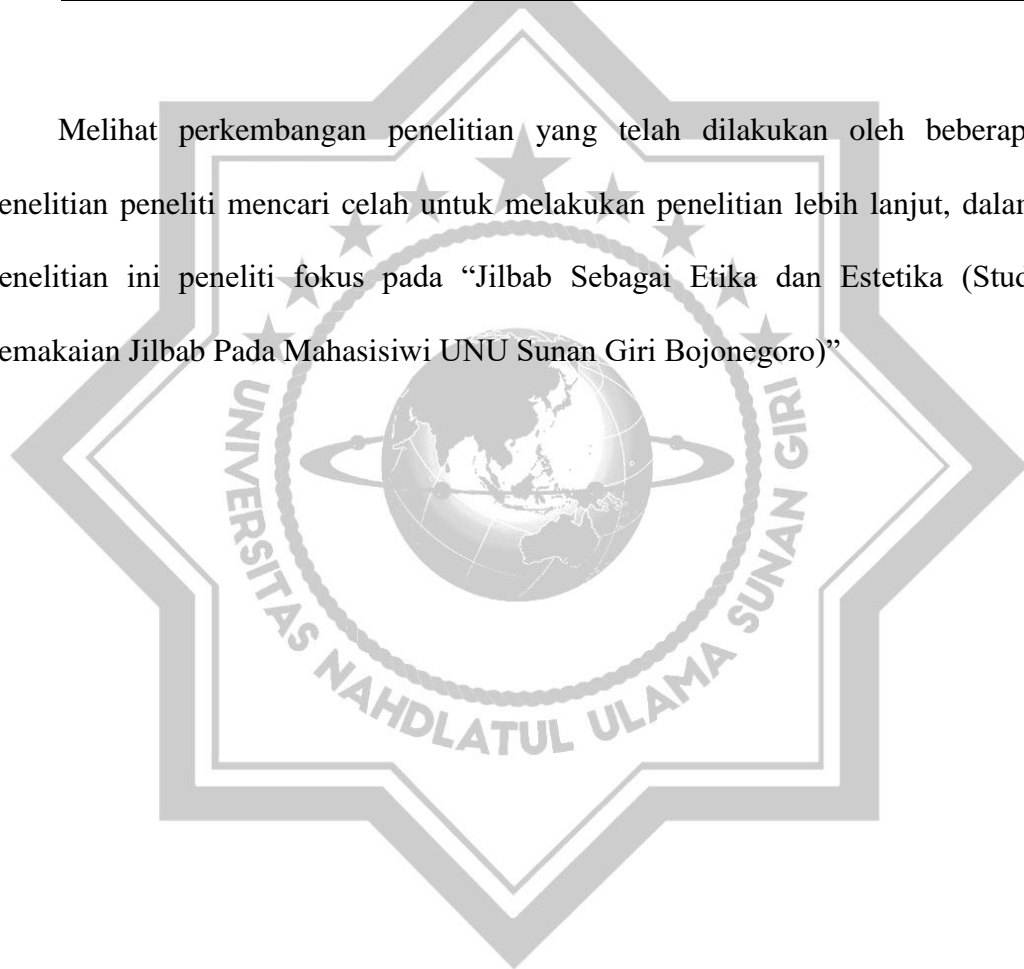 Melihat perkembangan penelitian yang telah dilakukan oleh beberap
enelitian peneliti mencari celah untuk melakukan penelitian lebih lanjut, dalam
enelitian ini peneliti fokus pada “Jilbab Sebagai Etika dan Estetika (Stud
emakaian Jilbab Pada Mahasisiwi UNU Sunan Giri Bojonegoro)”
UNIVERSITAS NAHDLATUL ULAMA SUNAN GIRI